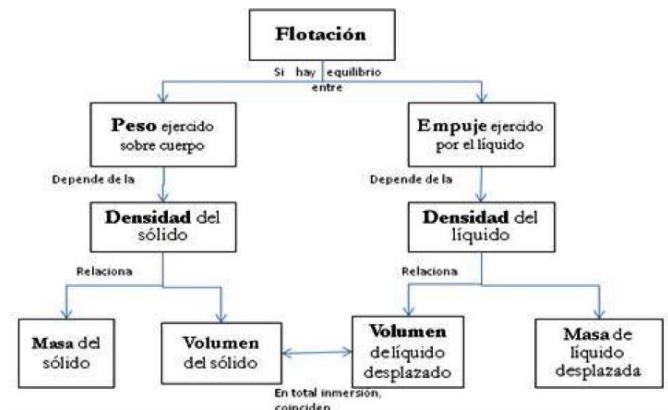 Flotación
Si hay equilibrio
entre
Peso ejercido
sobre cuerpo
Empuje ejercido
por el líquido
Depende de la
Depende de la
Densidad del
sólido
Densidad del
líquido
Relaciona
Relaciona
Masa del
sólido
Volumen
del sólido
Volumen
de líquido
desplazado
Masa de
líquido
desplazada
En total inmersión,
coinciden